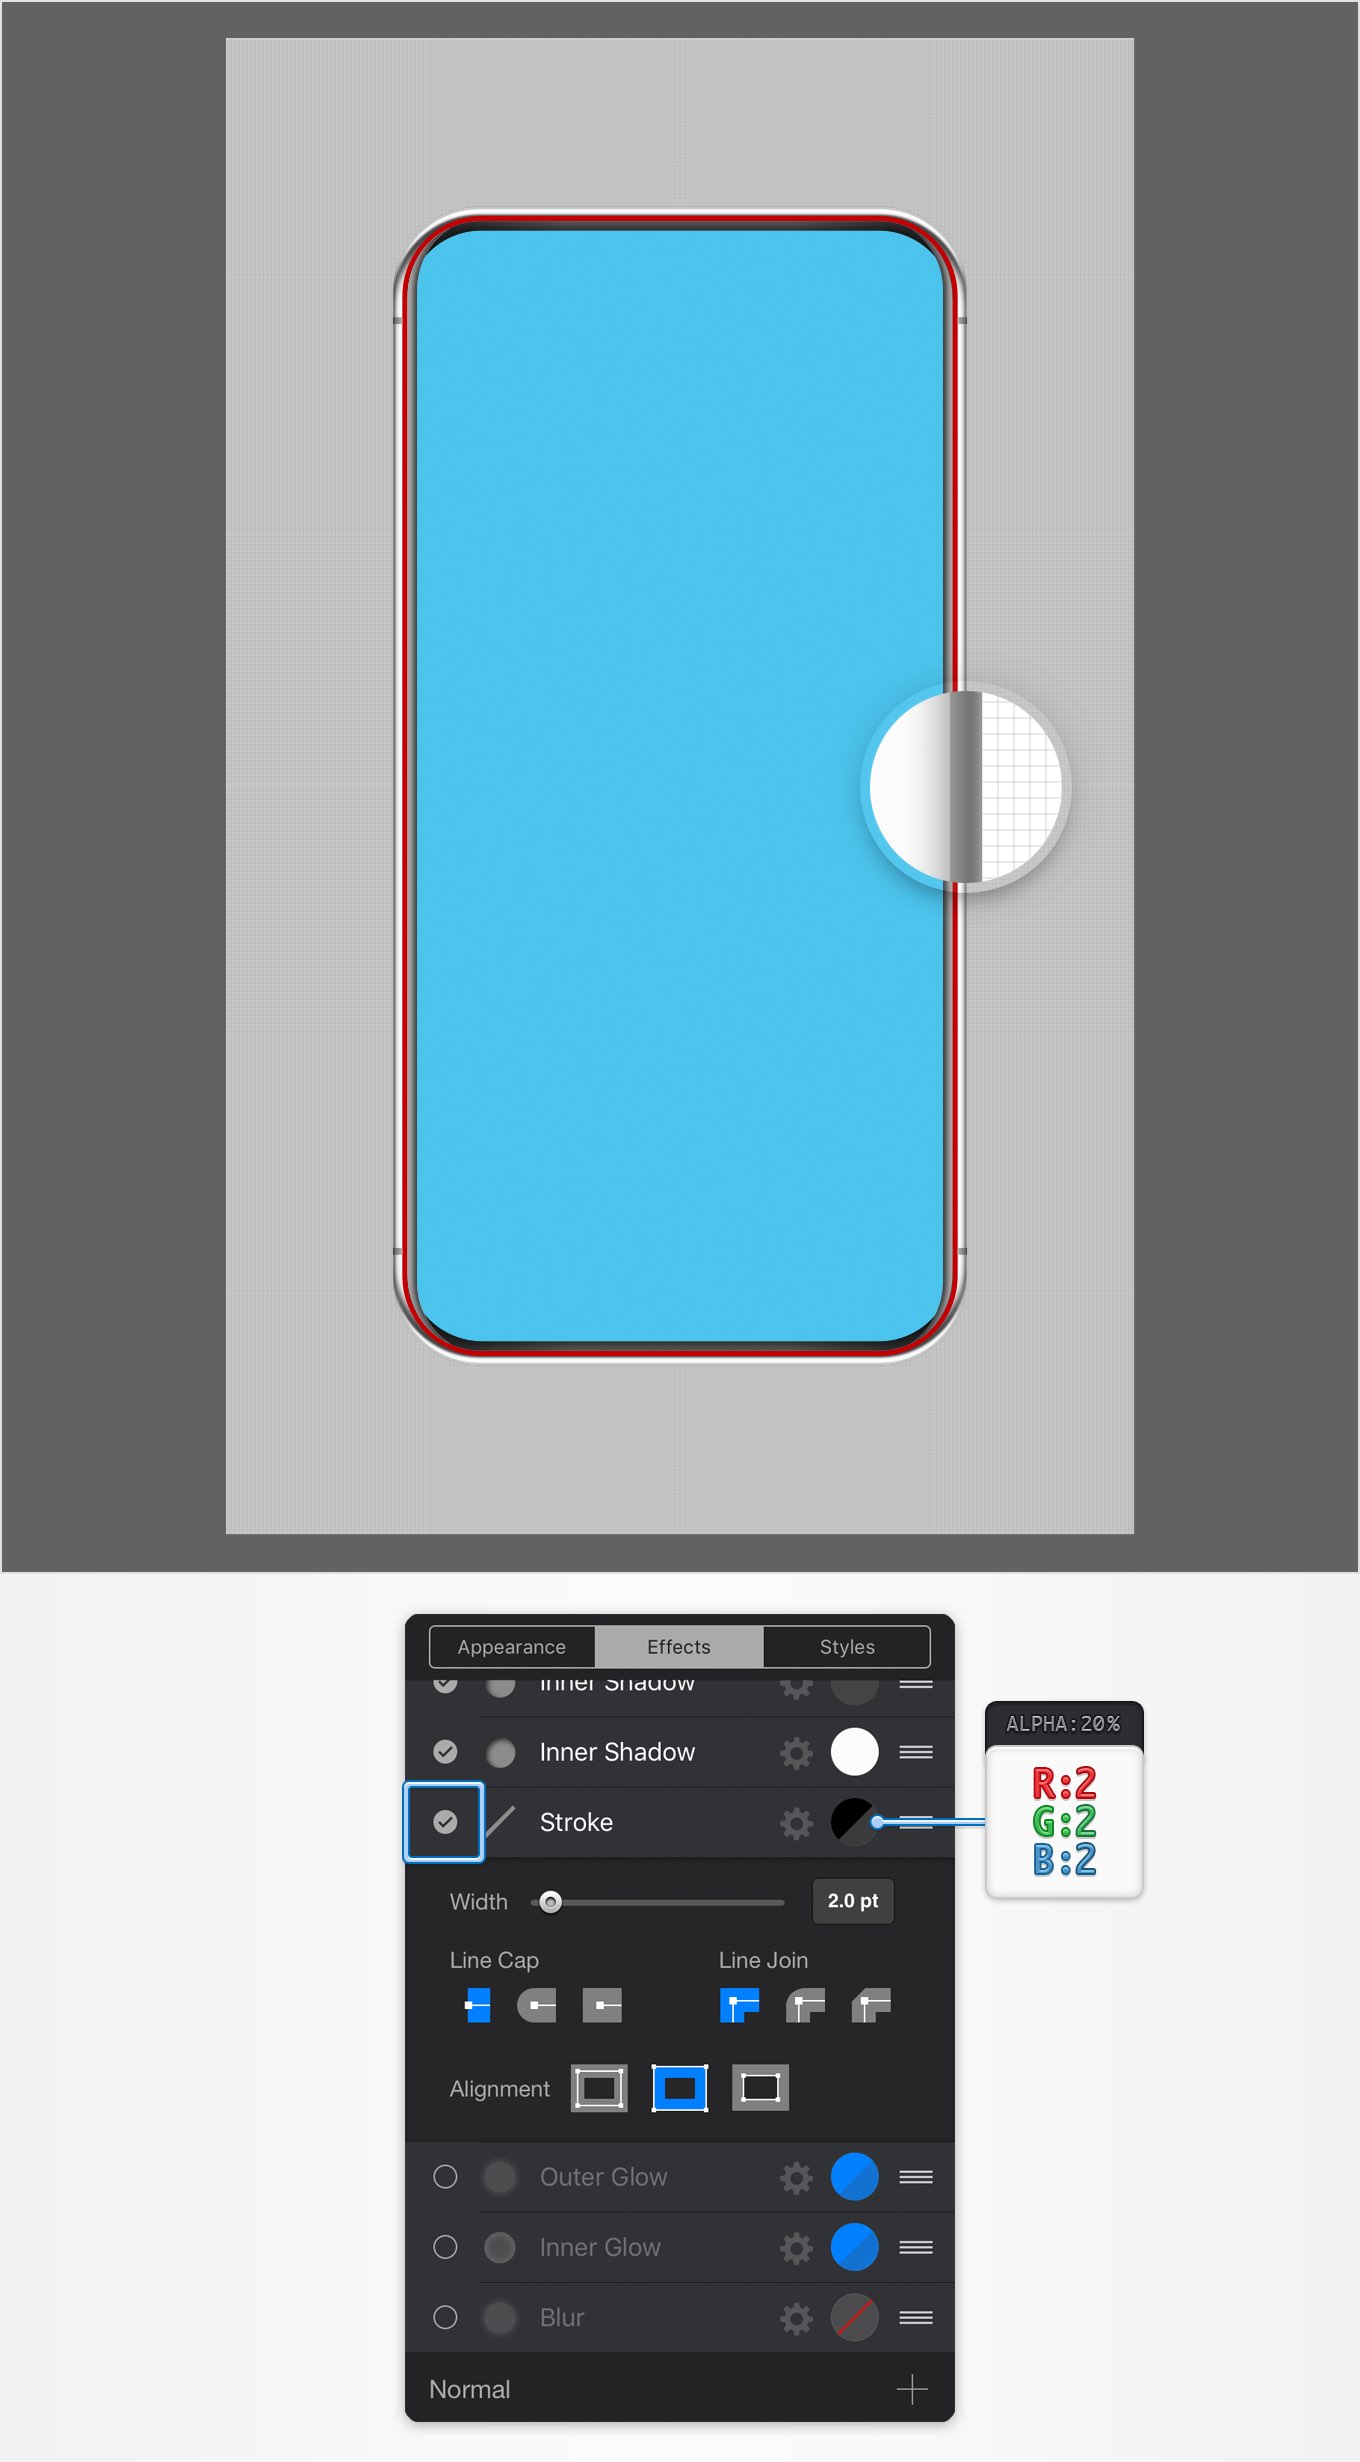 Appearance
Effects
Styles
Inner Shadow
Inner Shadow
ALPHA:20%
R:2
G:2
B:2
Stroke
Width
2.0 pt
Line Cap
Line Join
Alignment
Outer Glow
Inner Glow
Blur
Normal